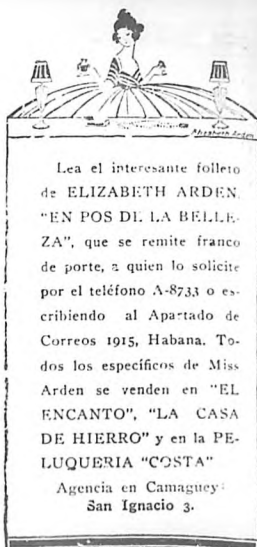 Elizabeth Arden
Lea el interesante folleto
de ELIZABETH ARDEN,
"EN POS DE LA BELLE-
ZA", que se remite franco
de porte, a quien lo solicite
por el teléfono A-8733 o es-
cribiendo al Apartado de
Correos 1915, Habana. To-
dos los específicos de Miss
Arden se venden en "EL
ENCANTO", "LA CASA
DE HIERRO" y en la PE-
LUQUERIA "COSTA"
Agencia en Camaguey:
San Ignacio 3.